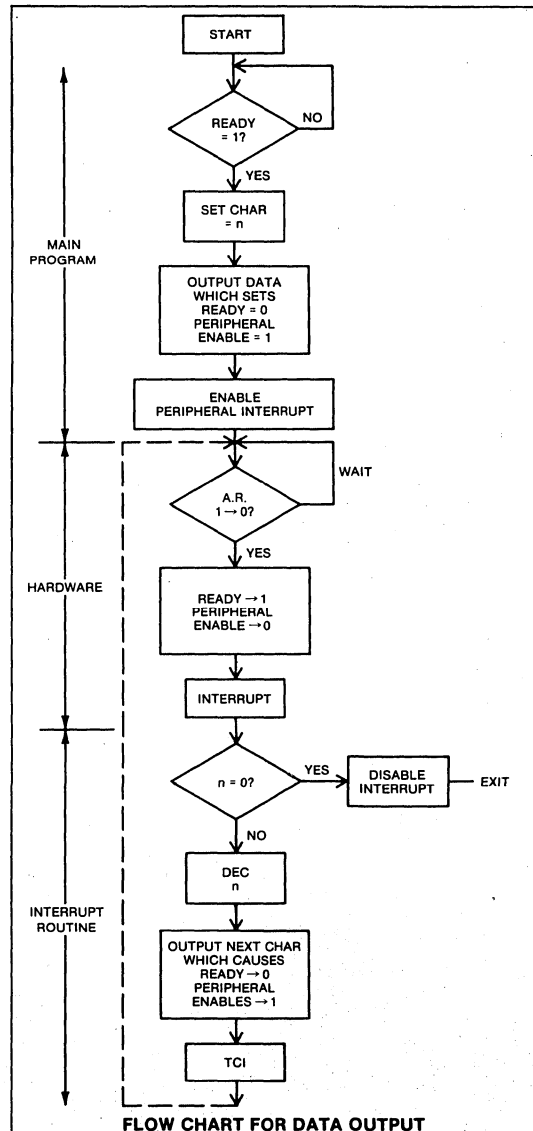 START
READY
= 1?
NO
YES
SET CHAR
= n
MAIN
PROGRAM
OUTPUT DATA
WHICH SETS
READY = 0
PERIPHERAL
ENABLE = 1
ENABLE
PERIPHERAL INTERRUPT
WAIT
A.R.
1 → 0?
YES
HARDWARE
READY → 1
PERIPHERAL
ENABLE → 0
INTERRUPT
n = 0?
YES
DISABLE
INTERRUPT
EXIT
NO
DEC
n
INTERRUPT
ROUTINE
OUTPUT NEXT CHAR
WHICH CAUSES
READY → 0
PERIPHERAL
ENABLES → 1
TCI
FLOW CHART FOR DATA OUTPUT